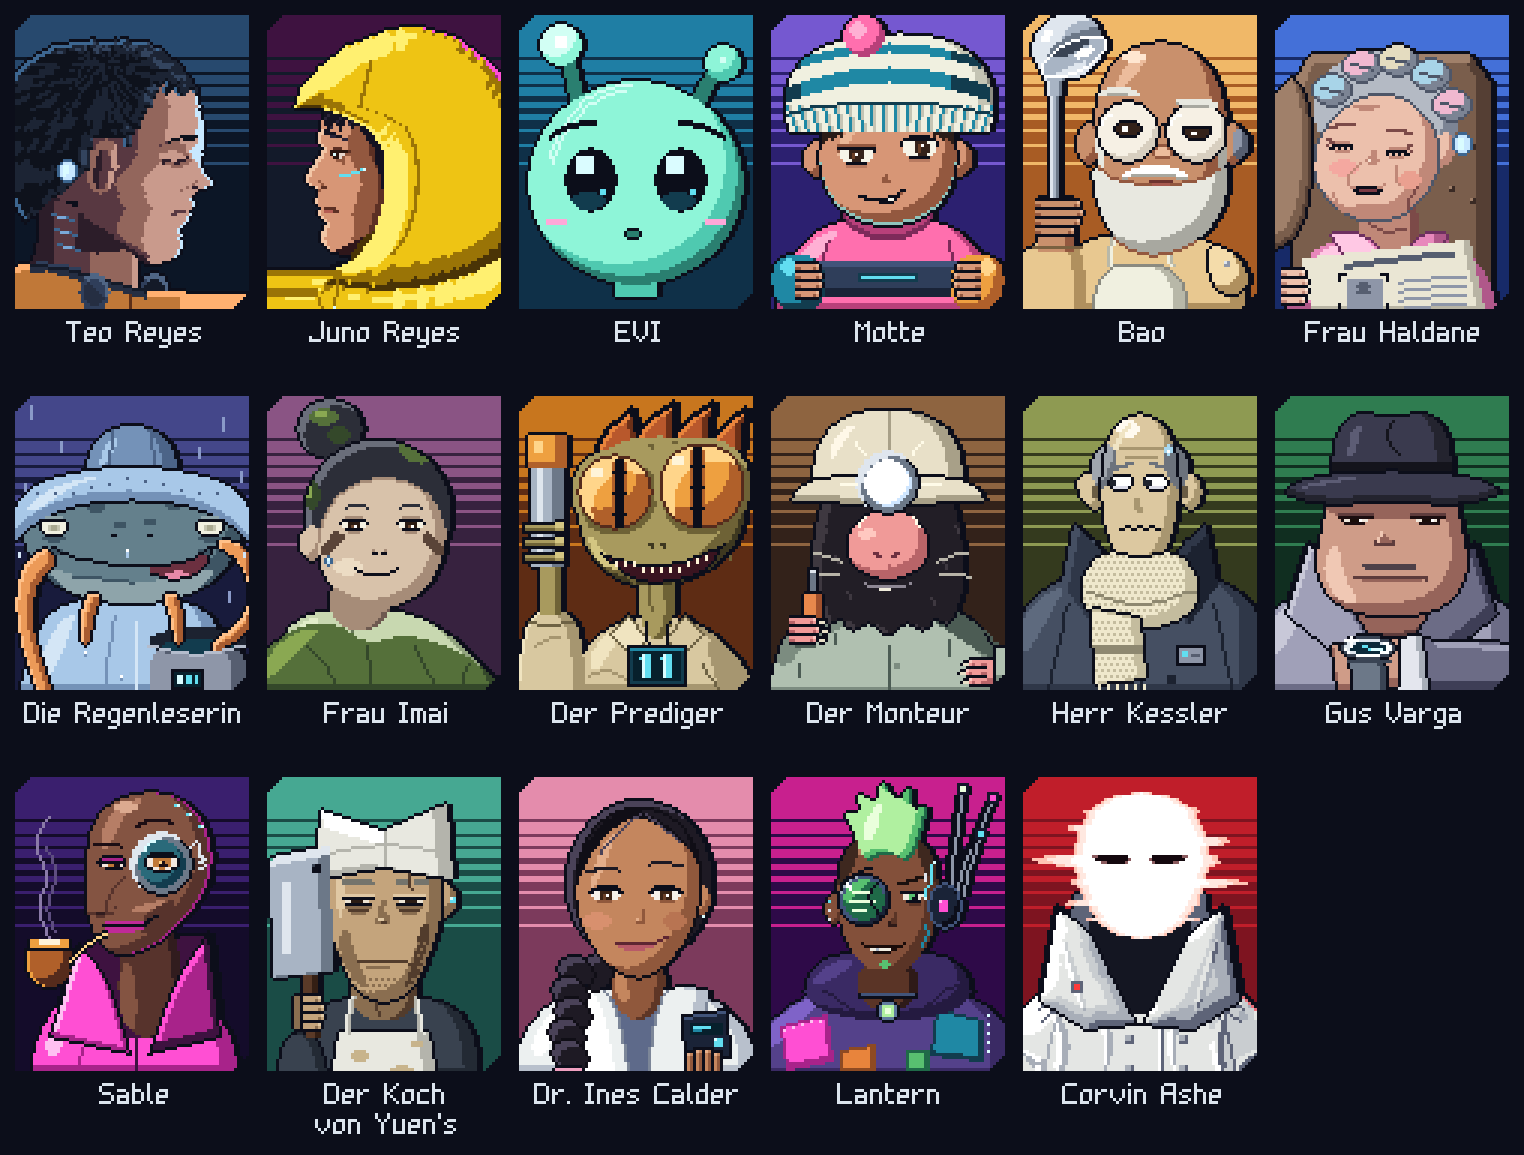 Teo Reyes
Juno Reyes
EVI
Motte
Bao
Frau Haldane
Die Regenleserin
Frau Imai
Der Prediger
Der Monteur
Herr Kessler
Gus Varga
Sable
Der Koch
von Yuen's
Dr. Ines Calder
Lantern
Corvin Ashe